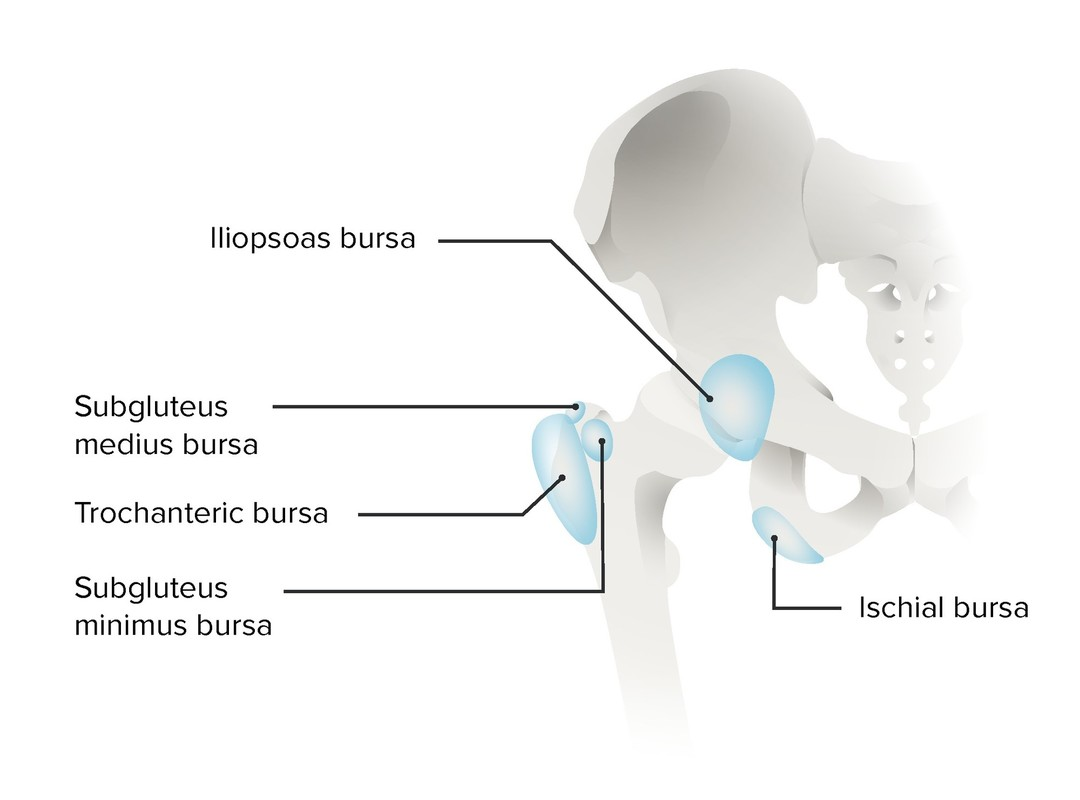 Iliopsoas bursa
Subgluteus
medius bursa
Trochanteric bursa
Subgluteus
minimus bursa
Ischial bursa